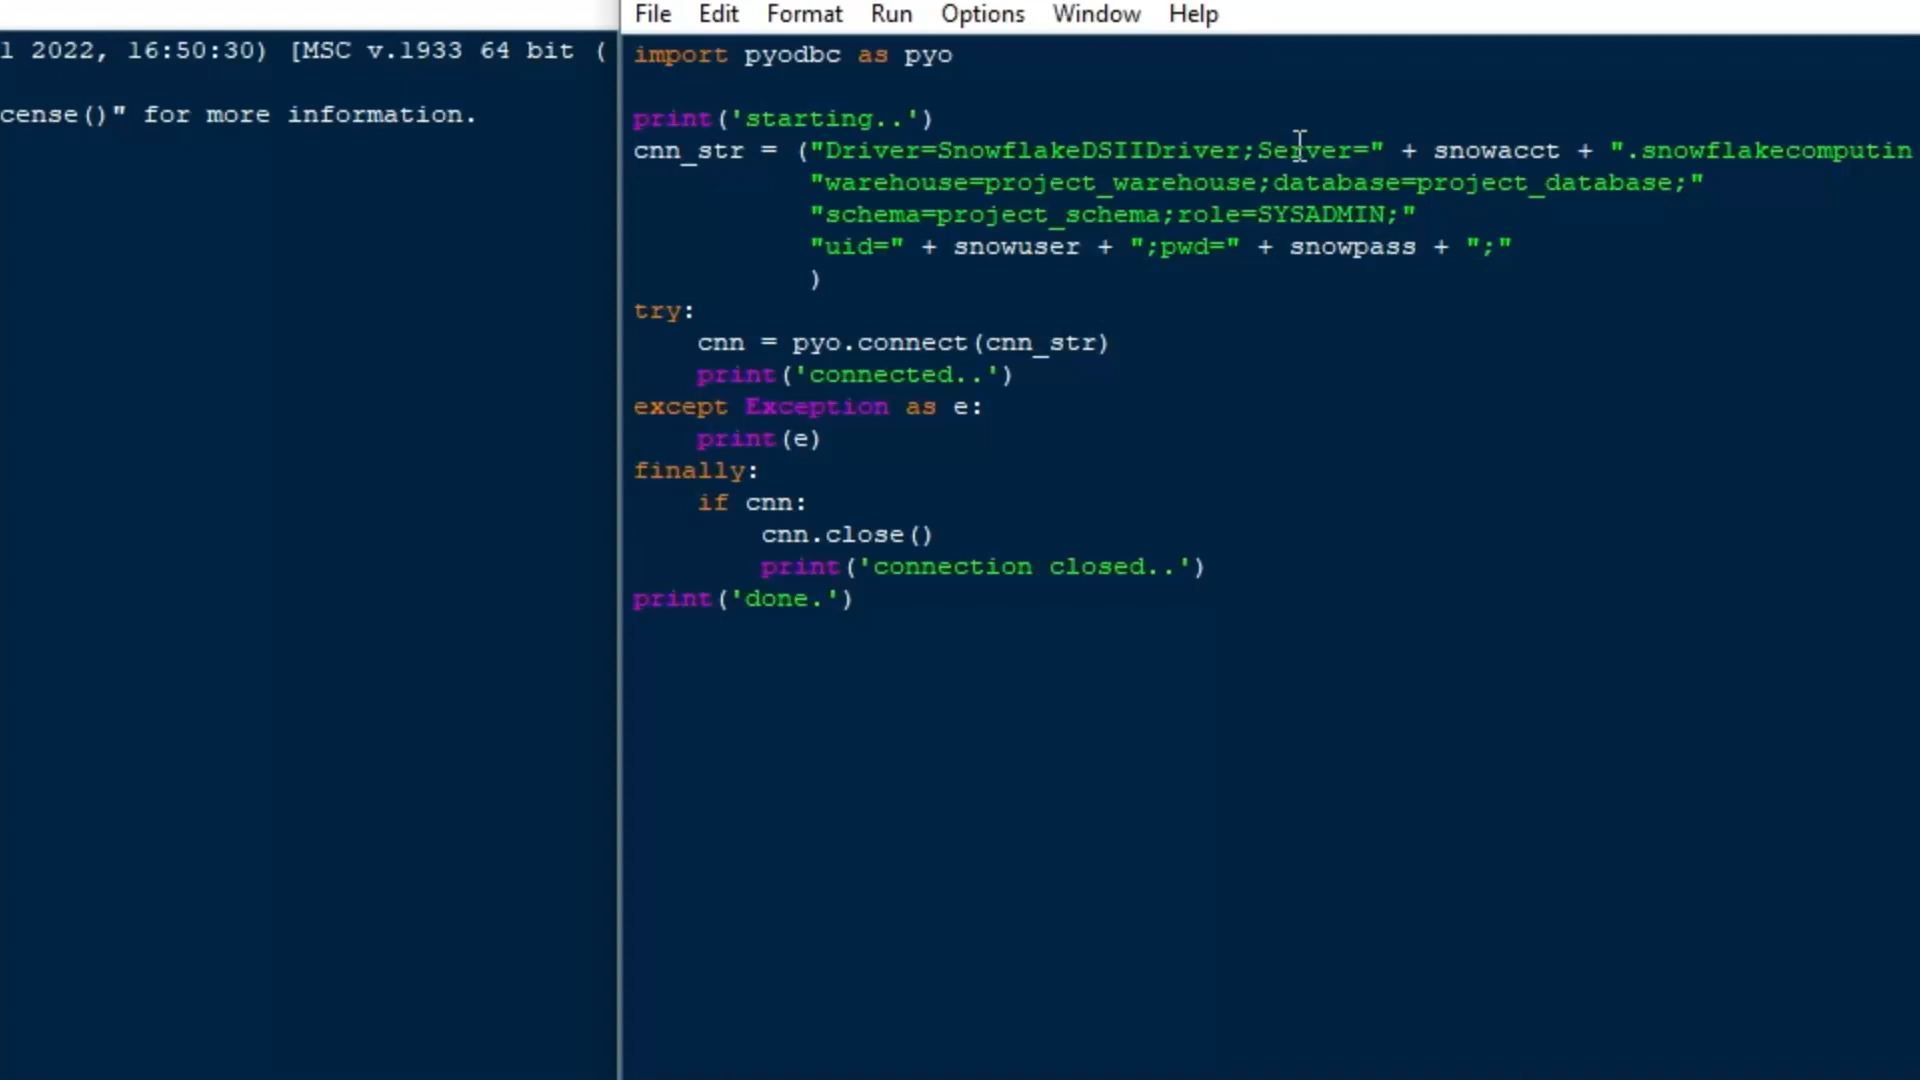 File Edit Format Run Options Window Help
l 2022, 16:50:30) [MSC v.1933 64 bit (
cense()" for more information.
import pyodbc as pyo
print('starting..')
cnn_str = ("Driver=SnowflakeDSIIDriver;Server=" + snowacct + ".snowflakecomputin
"warehouse=project_warehouse;database=project_database;"
"schema=project_schema;role=SYSADMIN;"
"uid=" + snowuser + ";pwd=" + snowpass + ";"
)
try:
cnn = pyo.connect(cnn_str)
print('connected..')
except Exception as e:
print(e)
finally:
if cnn:
cnn.close()
print('connection closed..')
print('done.')